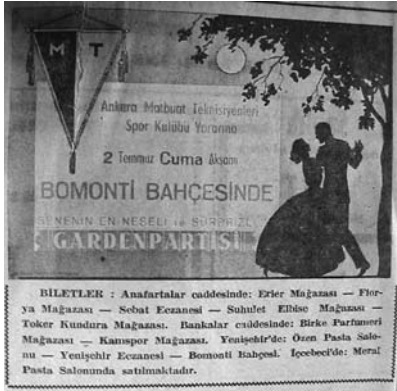 M T
Ankara Matbuat Teknisiyenleri
Spor Kulübü Yararına
2 Temmuz Cuma Akşamı
BOMONTİ BAHÇESİNDE
SENENİN EN NEŞELİ ve SÜRPRİZLİ
GARDENPARTİSİ
BİLETLER : Anafartalar caddesinde: Erler Mağazası — Flor-
ya Mağazası — Sebat Eczanesi — Suhulet Elbise Mağazası —
Toker Kundura Mağazası. Bankalar caddesinde: Birke Parfümeri
Mağazası — Kamspor Mağazası. Yenişehir'de: Özen Pasta Salo-
nu — Yenişehir Eczanesi — Bomonti Bahçesi. İçcebeci'de: Meral
Pasta Salonunda satılmaktadır.